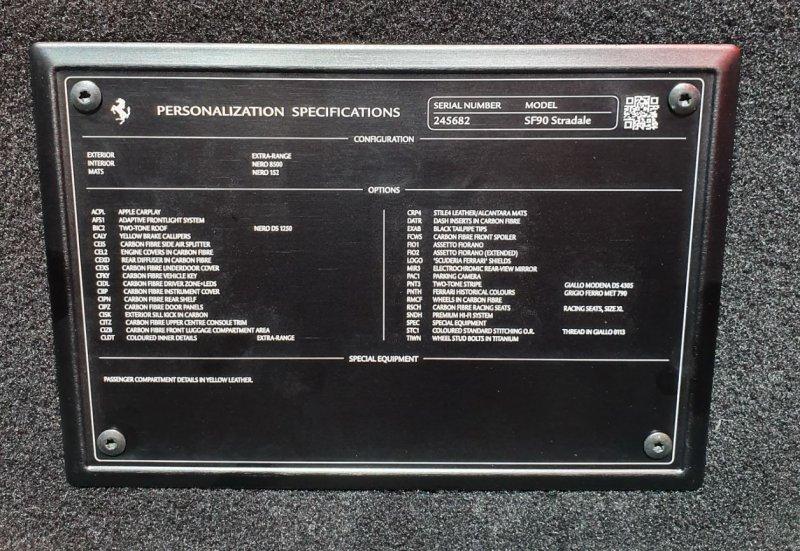 PERSONALIZATION SPECIFICATIONS
SERIAL NUMBER MODEL
245682 SF90 Stradale
CONFIGURATION
EXTERIOR EXTRA-RANGE
INTERIOR NERO 8500
MATS NERO 152
OPTIONS
ACPL APPLE CARPLAY
AFS1 ADAPTIVE FRONTLIGHT SYSTEM
BIC2 TWO-TONE ROOF NERO DS 1250
CALY YELLOW BRAKE CALLIPERS
CEIS CARBON FIBRE SIDE AIR SPLITTER
CEL2 ENGINE COVERS IN CARBON FIBRE
CEXD REAR DIFFUSER IN CARBON FIBRE
CEXS CARBON FIBRE UNDERDOOR COVER
CFKY CARBON FIBRE VEHICLE KEY
CIDL CARBON FIBRE DRIVER ZONE+LEDS
CIIP CARBON FIBRE INSTRUMENT COVER
CIPH CARBON FIBRE REAR SHELF
CIPZ CARBON FIBRE DOOR PANELS
CISK EXTERIOR SILL KICK IN CARBON
CITZ CARBON FIBRE UPPER CENTRE CONSOLE TRIM
CIZB CARBON FIBRE FRONT LUGGAGE COMPARTMENT AREA
CLDT COLOURED INNER DETAILS EXTRA-RANGE
CRP4 STILE4 LEATHER/ALCANTARA MATS
DATR DASH INSERTS IN CARBON FIBRE
EXAB BLACK TAILPIPE TIPS
FCWS CARBON FIBRE FRONT SPOILER
FIO1 ASSETTO FIORANO
FIO2 ASSETTO FIORANO (EXTENDED)
LOGO "SCUDERIA FERRARI" SHIELDS
MIR3 ELECTROCHROMIC REAR-VIEW MIRROR
PAC1 PARKING CAMERA
PNT3 TWO-TONE STRIPE GIALLO MODENA DS 4305
PNTH FERRARI HISTORICAL COLOURS GRIGIO FERRO MET 790
RMCF WHEELS IN CARBON FIBRE
RSCH CARBON FIBRE RACING SEATS RACING SEATS, SIZE XL
SNDH PREMIUM HI-FI SYSTEM
SPEC SPECIAL EQUIPMENT
STC1 COLOURED STANDARD STITCHING O.R. THREAD IN GIALLO 0113
TIWN WHEEL STUD BOLTS IN TITANIUM
SPECIAL EQUIPMENT
PASSENGER COMPARTMENT DETAILS IN YELLOW LEATHER.